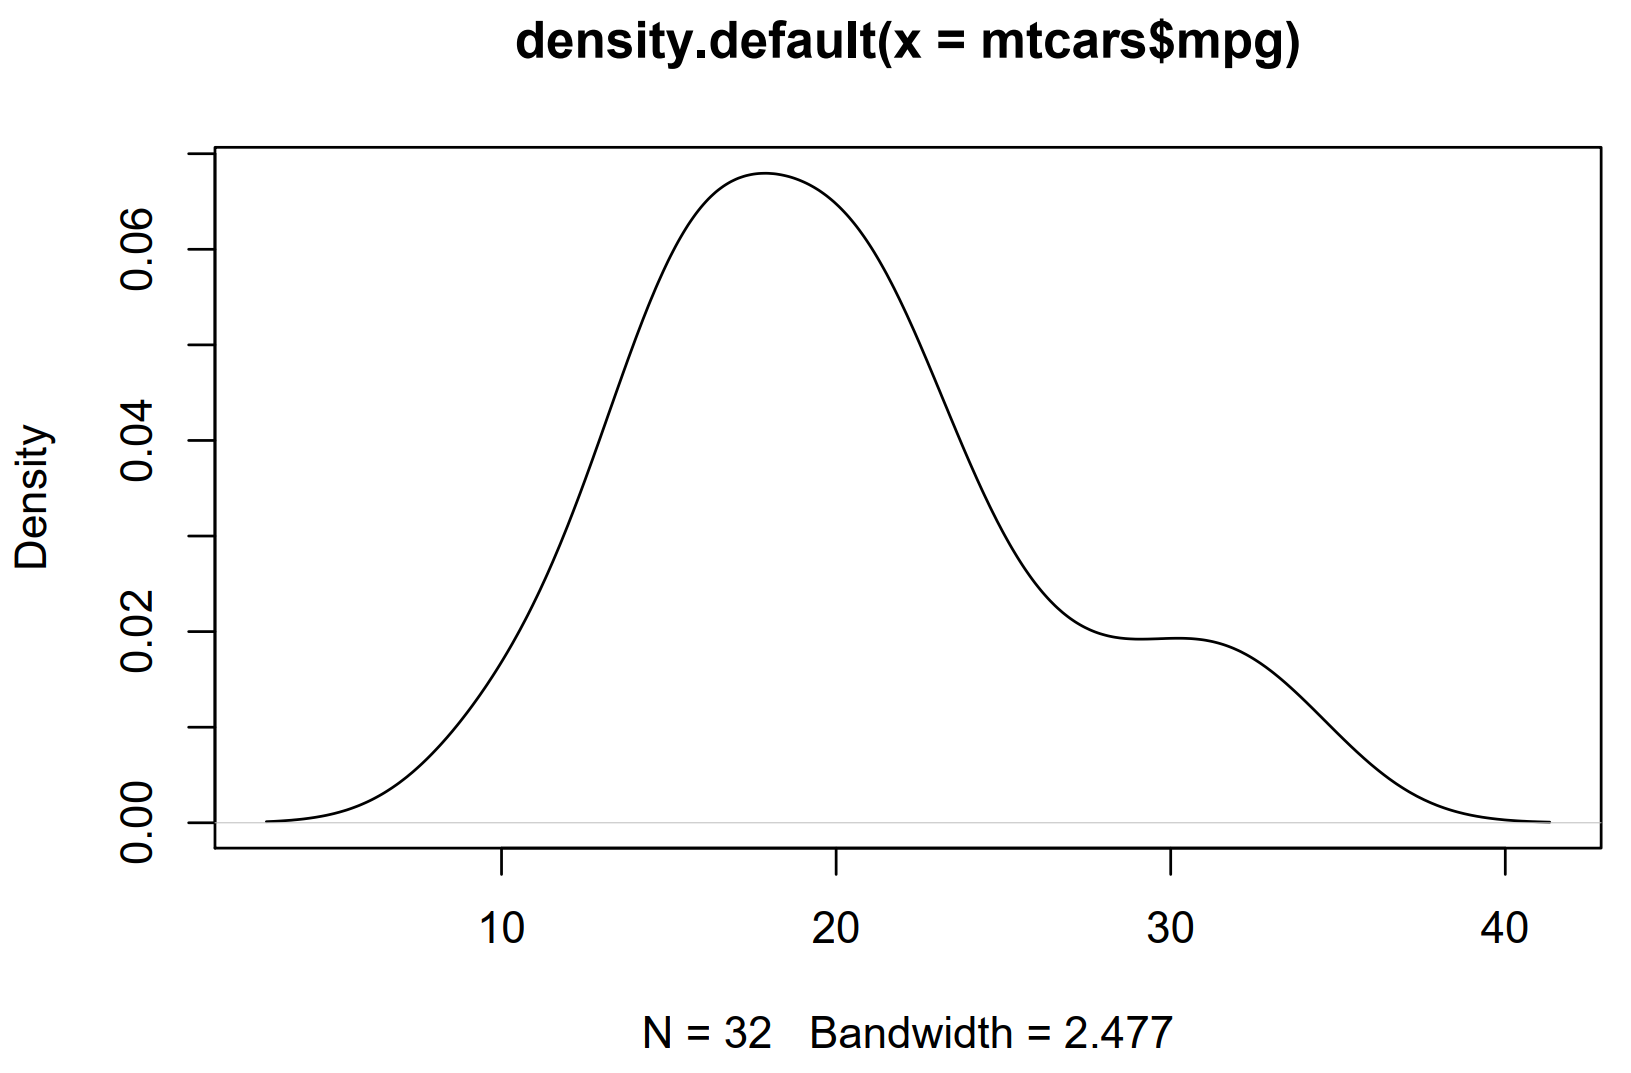 density.default(x = mtcars$mpg)
Density
0.06
0.04
0.02
0.00
10 20 30 40
N = 32 Bandwidth = 2.477